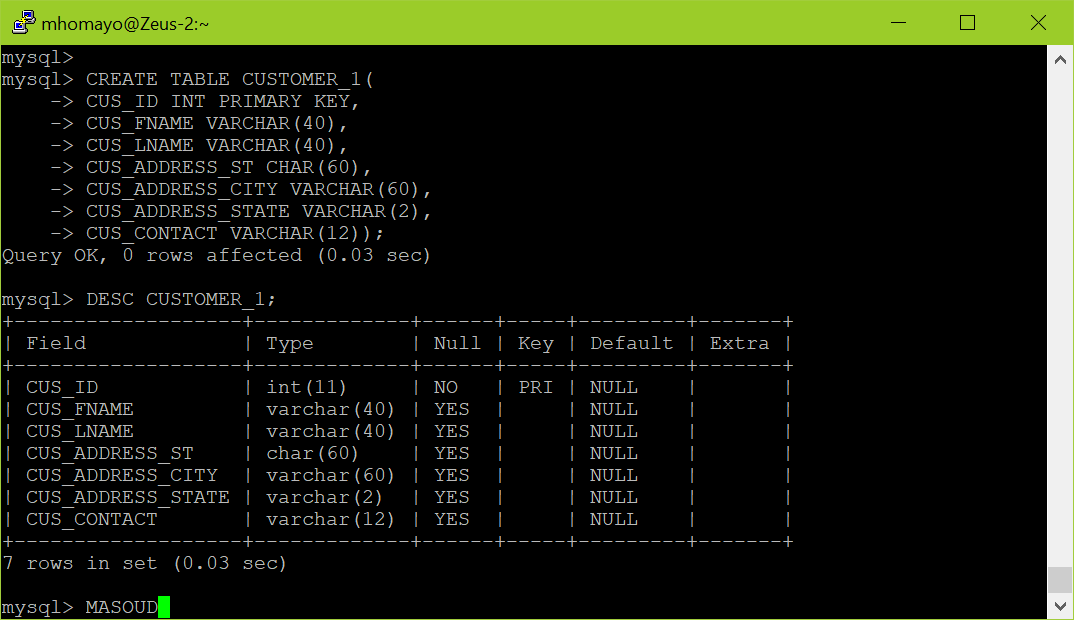 mhomayo@Zeus-2:~
mysql>
mysql> CREATE TABLE CUSTOMER_1(
    -> CUS_ID INT PRIMARY KEY,
    -> CUS_FNAME VARCHAR(40),
    -> CUS_LNAME VARCHAR(40),
    -> CUS_ADDRESS_ST CHAR(60),
    -> CUS_ADDRESS_CITY VARCHAR(60),
    -> CUS_ADDRESS_STATE VARCHAR(2),
    -> CUS_CONTACT VARCHAR(12));
Query OK, 0 rows affected (0.03 sec)

mysql> DESC CUSTOMER_1;
+-------------------+-------------+------+-----+---------+-------+
| Field             | Type        | Null | Key | Default | Extra |
+-------------------+-------------+------+-----+---------+-------+
| CUS_ID            | int(11)     | NO   | PRI | NULL    |       |
| CUS_FNAME         | varchar(40) | YES  |     | NULL    |       |
| CUS_LNAME         | varchar(40) | YES  |     | NULL    |       |
| CUS_ADDRESS_ST    | char(60)    | YES  |     | NULL    |       |
| CUS_ADDRESS_CITY  | varchar(60) | YES  |     | NULL    |       |
| CUS_ADDRESS_STATE | varchar(2)  | YES  |     | NULL    |       |
| CUS_CONTACT       | varchar(12) | YES  |     | NULL    |       |
+-------------------+-------------+------+-----+---------+-------+
7 rows in set (0.03 sec)

mysql> MASOUD